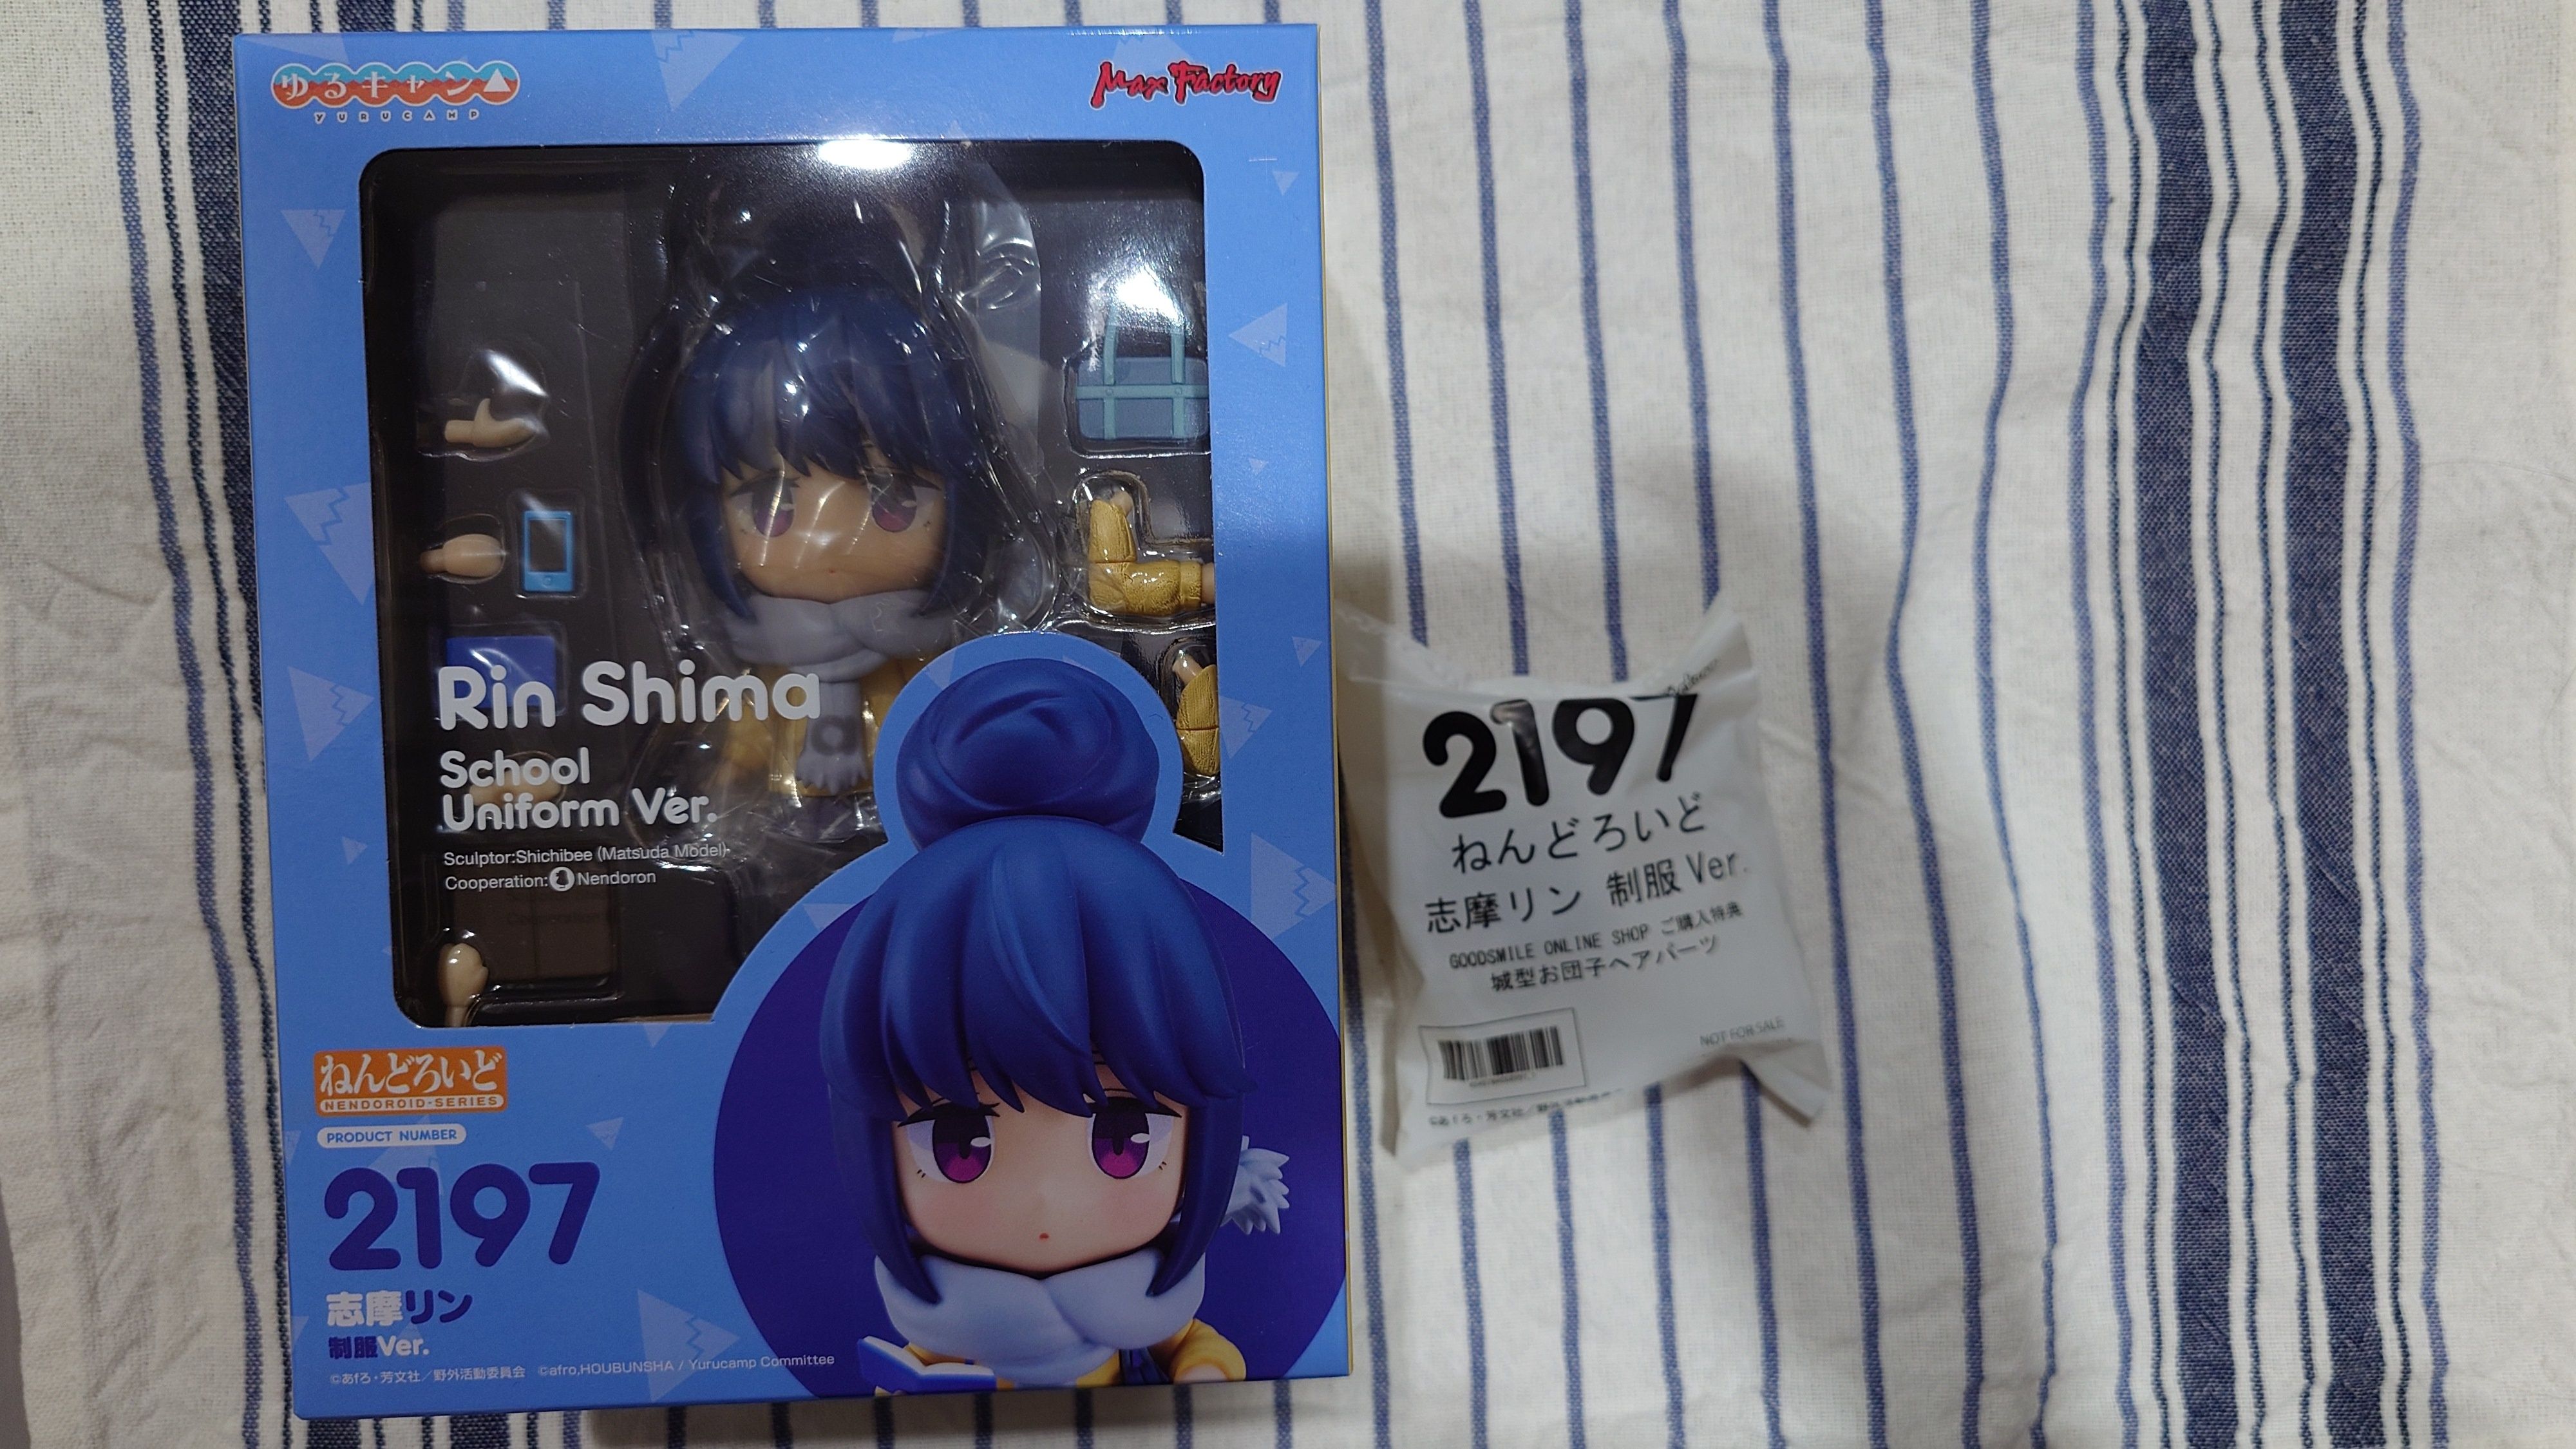 ゆるキャン△
YURUCAMP
Max Factory
Rin Shima
School
Uniform Ver.
Sculptor:Shichibee (Matsuda Model)
Cooperation: Nendoron
ねんどろいど
NENDOROID-SERIES
PRODUCT NUMBER
2197
志摩リン
制服Ver.
©あfろ・芳文社／野外活動委員会 ©afro,HOUBUNSHA / Yurucamp Committee
2197
ねんどろいど
志摩リン 制服 Ver.
GOODSMILE ONLINE SHOP ご購入特典
城型お団子ヘアパーツ
NOT FOR SALE